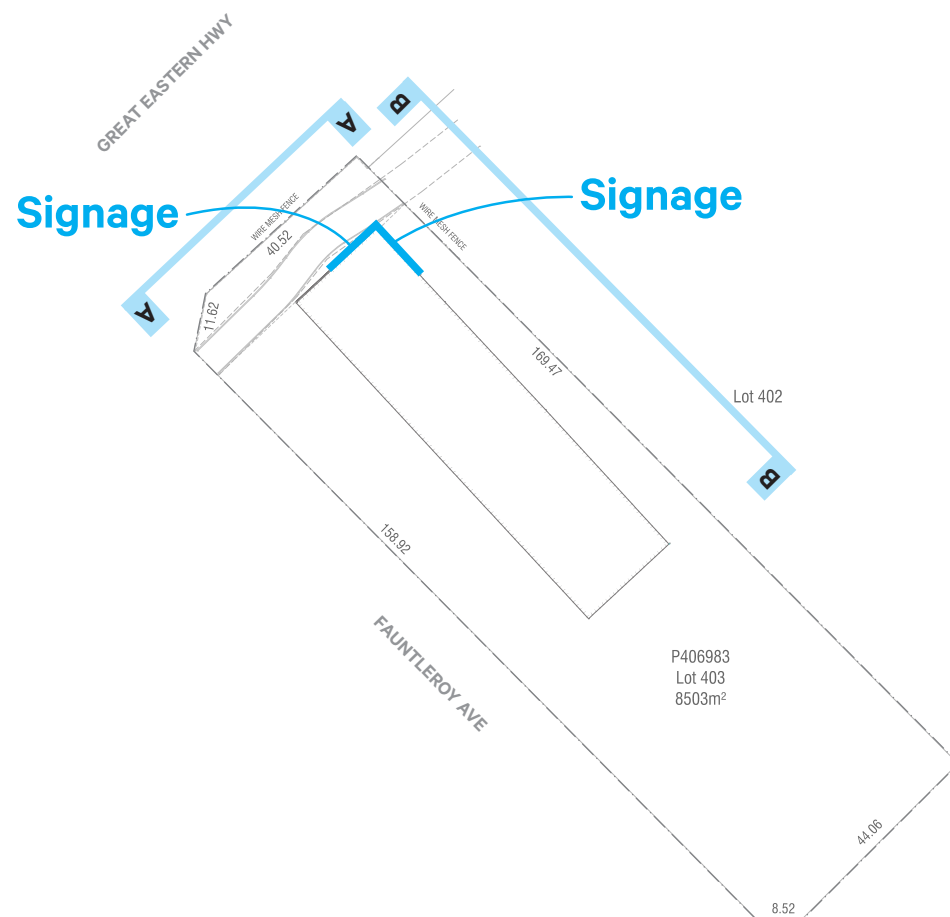 GREAT EASTERN HWY
A
B
Signage
Signage
WIRE MESH FENCE
WIRE MESH FENCE
40.52
11.62
A
169.47
Lot 402
B
158.92
FAUNTLEROY AVE
P406983
Lot 403
8503m²
44.06
8.52